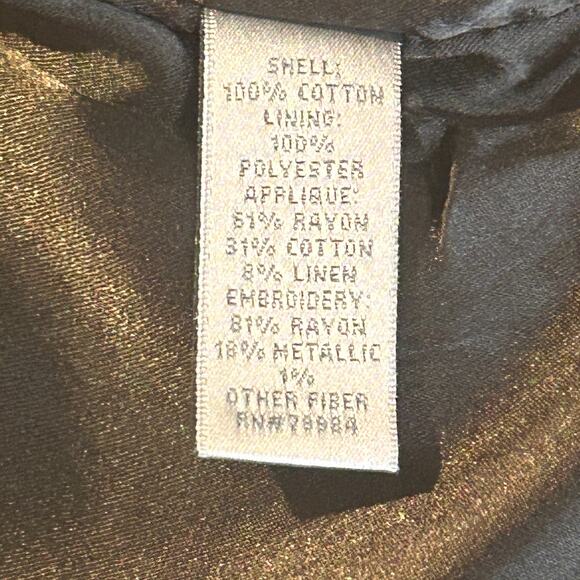 SHELL:
100% COTTON
LINING:
100%
POLYESTER
APPLIQUE:
61% RAYON
31% COTTON
8% LINEN
EMBROIDERY:
81% RAYON
18% METALLIC
1%
OTHER FIBER